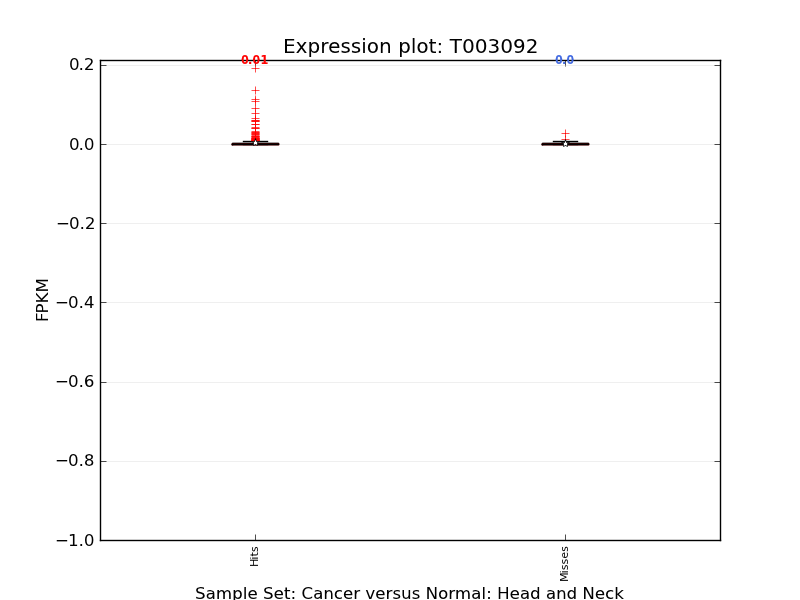 Expression plot: T003092
0.01
0.0
0.2
0.0
−0.2
−0.4
−0.6
−0.8
−1.0
FPKM
Hits
Misses
Sample Set: Cancer versus Normal: Head and Neck